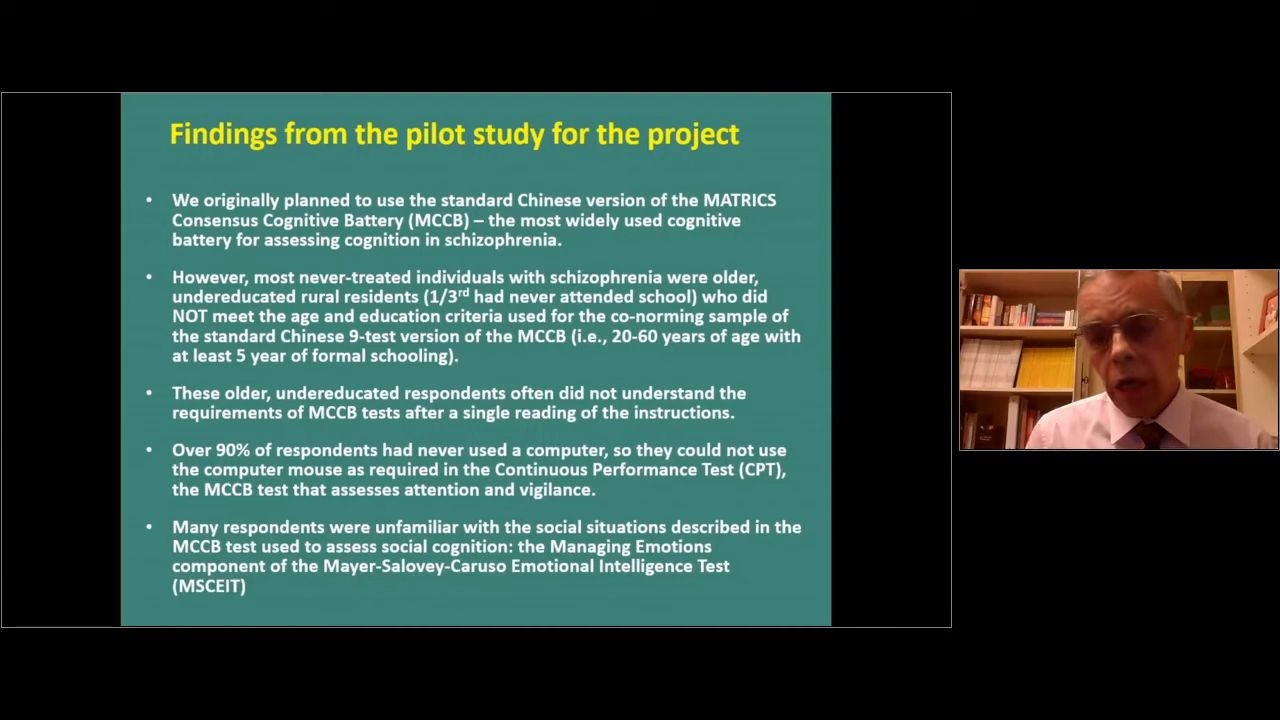 Findings from the pilot study for the project
• We originally planned to use the standard Chinese version of the MATRICS
Consensus Cognitive Battery (MCCB) – the most widely used cognitive
battery for assessing cognition in schizophrenia.
• However, most never-treated individuals with schizophrenia were older,
undereducated rural residents (1/3rd had never attended school) who did
NOT meet the age and education criteria used for the co-norming sample of
the standard Chinese 9-test version of the MCCB (i.e., 20-60 years of age with
at least 5 year of formal schooling).
• These older, undereducated respondents often did not understand the
requirements of MCCB tests after a single reading of the instructions.
• Over 90% of respondents had never used a computer, so they could not use
the computer mouse as required in the Continuous Performance Test (CPT),
the MCCB test that assesses attention and vigilance.
• Many respondents were unfamiliar with the social situations described in the
MCCB test used to assess social cognition: the Managing Emotions
component of the Mayer-Salovey-Caruso Emotional Intelligence Test
(MSCEIT)